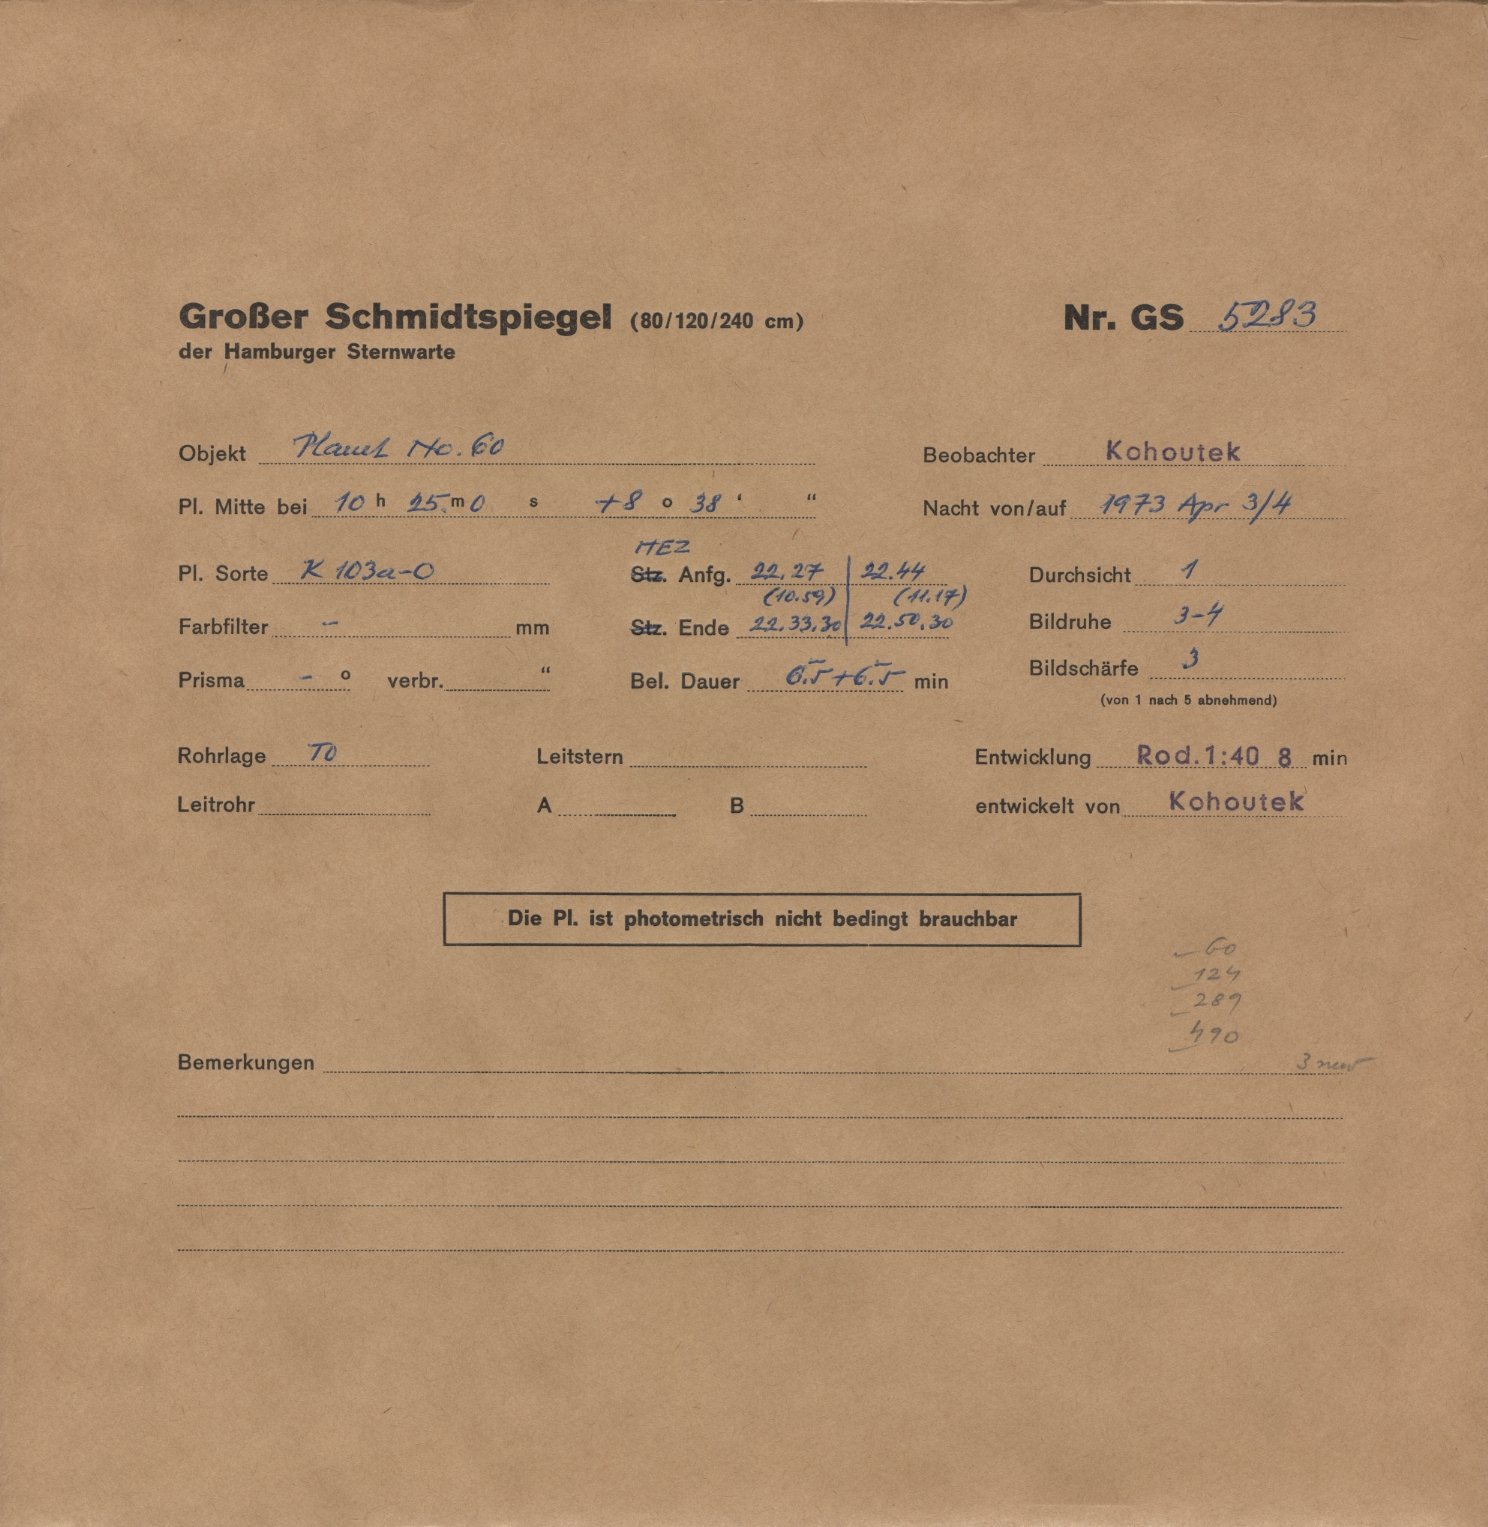 Großer Schmidtspiegel (80/120/240 cm) Nr. GS 5283
der Hamburger Sternwarte
Objekt Planet No. 60 Beobachter Kohoutek
Pl. Mitte bei 10 h 25. m 0 s +8 o 38 ' " Nacht von/auf 1973 Apr 3/4
MEZ
Pl. Sorte K 103a-O Stz. Anfg. 22.27 | 22.44 Durchsicht 1
(10.59) (11.17)
Farbfilter - mm Stz. Ende 22.33.30 | 22.50.30 Bildruhe 3-4
Prisma - o verbr. " Bel. Dauer 6.5+6.5 min Bildschärfe 3
(von 1 nach 5 abnehmend)
Rohrlage TO Leitstern Entwicklung Rod.1:40 8 min
Leitrohr A B entwickelt von Kohoutek
Die Pl. ist photometrisch nicht bedingt brauchbar
60
124
289
490
Bemerkungen 3 new